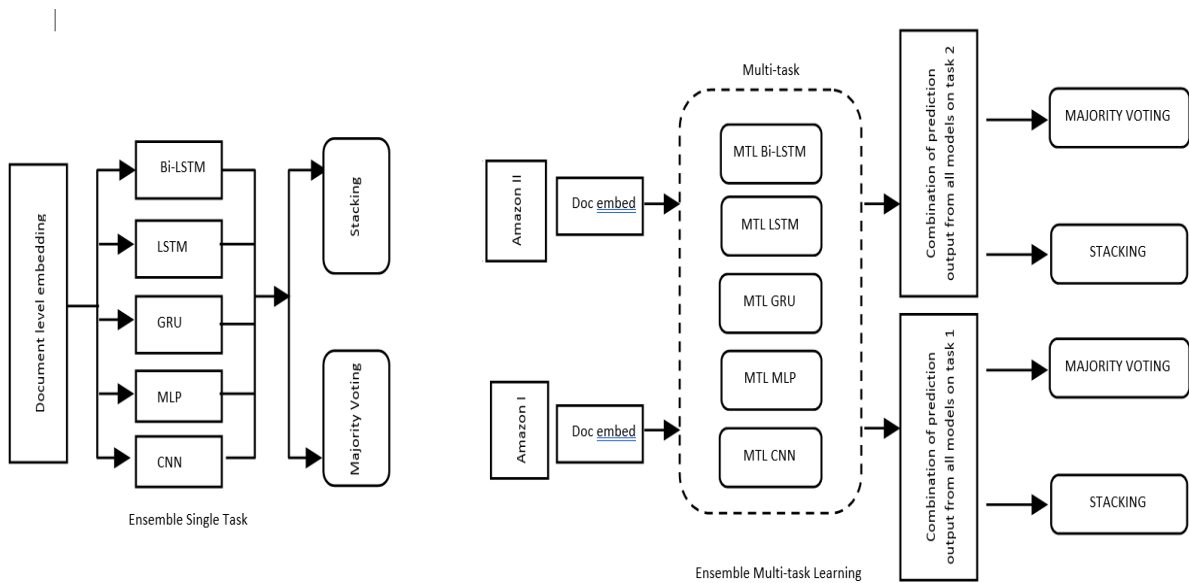 Document level embedding
Bi-LSTM
LSTM
GRU
MLP
CNN
Stacking
Majority Voting
Ensemble Single Task
Amazon II
Doc embed
Amazon I
Doc embed
Multi-task
MTL Bi-LSTM
MTL LSTM
MTL GRU
MTL MLP
MTL CNN
Combination of prediction
output from all models on task 2
MAJORITY VOTING
STACKING
Combination of prediction
output from all models on task 1
MAJORITY VOTING
STACKING
Ensemble Multi-task Learning